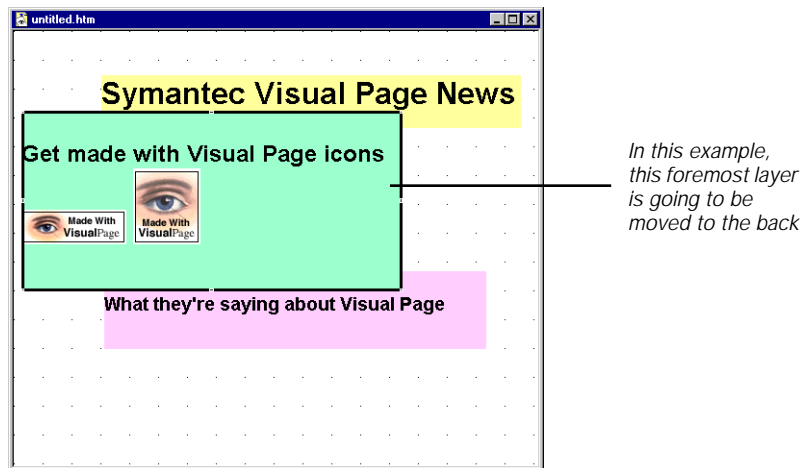 untitled.htm
Symantec Visual Page News
Get made with Visual Page icons
Made With
VisualPage
Made With
VisualPage
What they're saying about Visual Page
In this example,
this foremost layer
is going to be
moved to the back